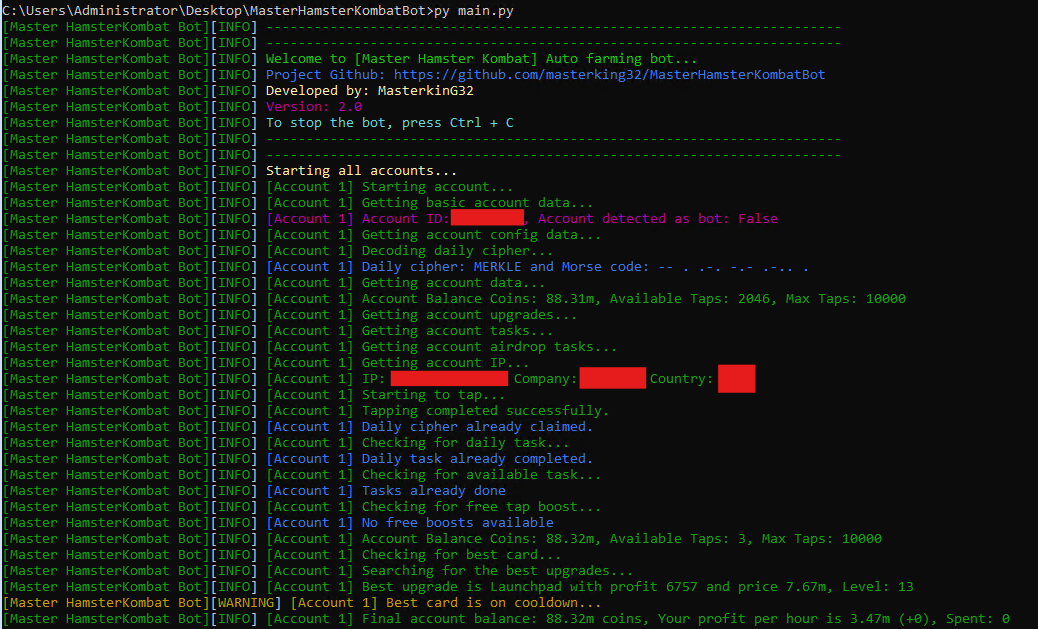 C:\Users\Administrator\Desktop\MasterHamsterKombatBot>py main.py
[Master HamsterKombat Bot][INFO] ------------------------------------------------------------------------
[Master HamsterKombat Bot][INFO] ------------------------------------------------------------------------
[Master HamsterKombat Bot][INFO] Welcome to [Master Hamster Kombat] Auto farming bot...
[Master HamsterKombat Bot][INFO] Project Github: https://github.com/masterking32/MasterHamsterKombatBot
[Master HamsterKombat Bot][INFO] Developed by: MasterkinG32
[Master HamsterKombat Bot][INFO] Version: 2.0
[Master HamsterKombat Bot][INFO] To stop the bot, press Ctrl + C
[Master HamsterKombat Bot][INFO] ------------------------------------------------------------------------
[Master HamsterKombat Bot][INFO] ------------------------------------------------------------------------
[Master HamsterKombat Bot][INFO] Starting all accounts...
[Master HamsterKombat Bot][INFO] [Account 1] Starting account...
[Master HamsterKombat Bot][INFO] [Account 1] Getting basic account data...
[Master HamsterKombat Bot][INFO] [Account 1] Account ID: , Account detected as bot: False
[Master HamsterKombat Bot][INFO] [Account 1] Getting account config data...
[Master HamsterKombat Bot][INFO] [Account 1] Decoding daily cipher...
[Master HamsterKombat Bot][INFO] [Account 1] Daily cipher: MERKLE and Morse code: -- . .-. -.- .-.. .
[Master HamsterKombat Bot][INFO] [Account 1] Getting account data...
[Master HamsterKombat Bot][INFO] [Account 1] Account Balance Coins: 88.31m, Available Taps: 2046, Max Taps: 10000
[Master HamsterKombat Bot][INFO] [Account 1] Getting account upgrades...
[Master HamsterKombat Bot][INFO] [Account 1] Getting account tasks...
[Master HamsterKombat Bot][INFO] [Account 1] Getting account airdrop tasks...
[Master HamsterKombat Bot][INFO] [Account 1] Getting account IP...
[Master HamsterKombat Bot][INFO] [Account 1] IP: Company: Country:
[Master HamsterKombat Bot][INFO] [Account 1] Starting to tap...
[Master HamsterKombat Bot][INFO] [Account 1] Tapping completed successfully.
[Master HamsterKombat Bot][INFO] [Account 1] Daily cipher already claimed.
[Master HamsterKombat Bot][INFO] [Account 1] Checking for daily task...
[Master HamsterKombat Bot][INFO] [Account 1] Daily task already completed.
[Master HamsterKombat Bot][INFO] [Account 1] Checking for available task...
[Master HamsterKombat Bot][INFO] [Account 1] Tasks already done
[Master HamsterKombat Bot][INFO] [Account 1] Checking for free tap boost...
[Master HamsterKombat Bot][INFO] [Account 1] No free boosts available
[Master HamsterKombat Bot][INFO] [Account 1] Account Balance Coins: 88.32m, Available Taps: 3, Max Taps: 10000
[Master HamsterKombat Bot][INFO] [Account 1] Checking for best card...
[Master HamsterKombat Bot][INFO] [Account 1] Searching for the best upgrades...
[Master HamsterKombat Bot][INFO] [Account 1] Best upgrade is Launchpad with profit 6757 and price 7.67m, Level: 13
[Master HamsterKombat Bot][WARNING] [Account 1] Best card is on cooldown...
[Master HamsterKombat Bot][INFO] [Account 1] Final account balance: 88.32m coins, Your profit per hour is 3.47m (+0), Spent: 0